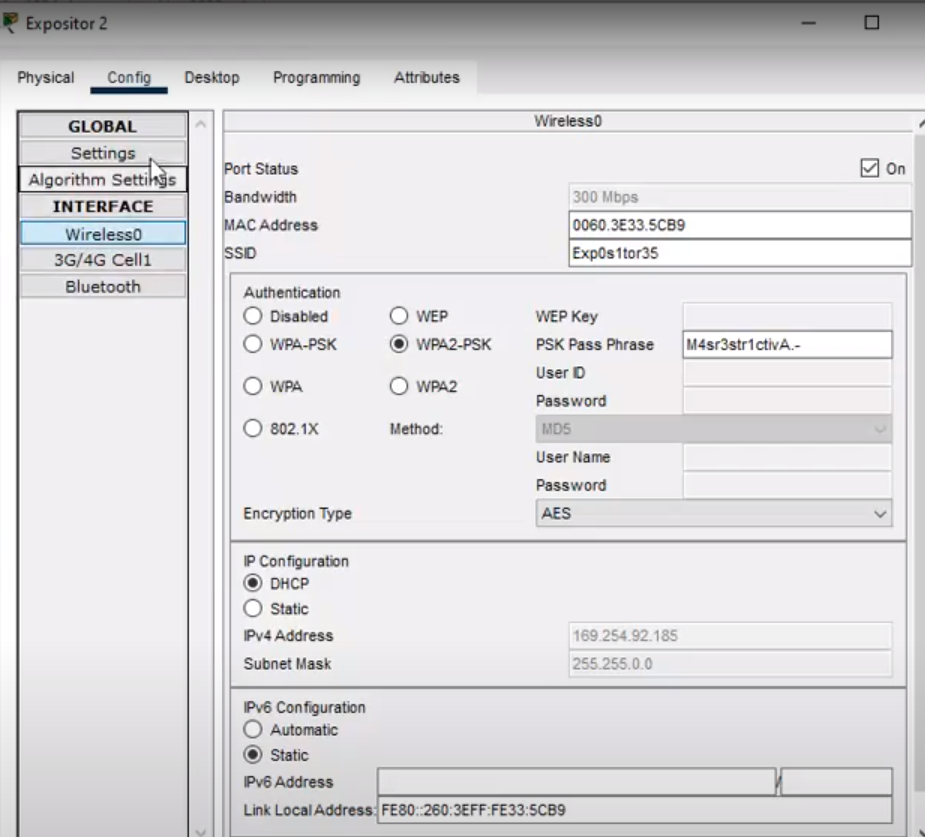 Expositor 2
Physical Config Desktop Programming Attributes
GLOBAL
Settings
Algorithm Settings
INTERFACE
Wireless0
3G/4G Cell1
Bluetooth
Wireless0
Port Status On
Bandwidth 300 Mbps
MAC Address 0060.3E33.5CB9
SSID Exp0s1tor35
Authentication
Disabled WEP WEP Key
WPA-PSK WPA2-PSK PSK Pass Phrase M4sr3str1ctivA.-
User ID
WPA WPA2
Password
802.1X Method: MD5
User Name
Password
Encryption Type AES
IP Configuration
DHCP
Static
IPv4 Address 169.254.92.185
Subnet Mask 255.255.0.0
IPv6 Configuration
Automatic
Static
IPv6 Address /
Link Local Address: FE80::260:3EFF:FE33:5CB9